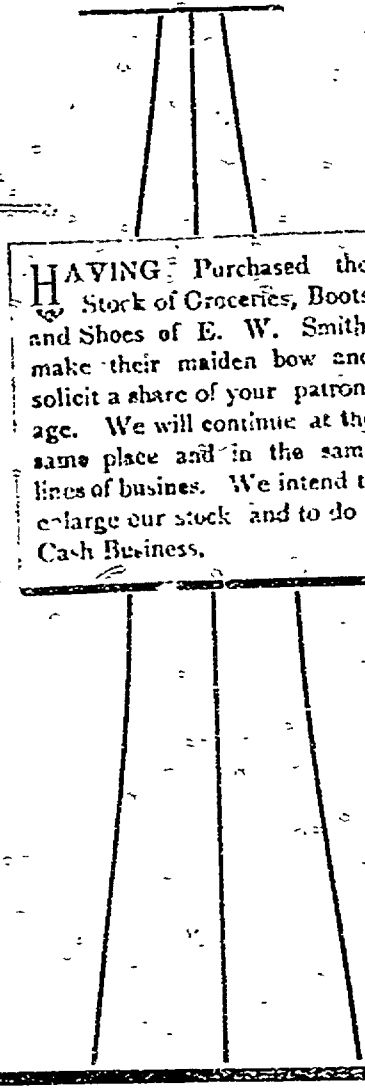 HAVING Purchased the
Stock of Groceries, Boots
and Shoes of E. W. Smith
make their maiden bow and
solicit a share of your patron
age. We will continue at the
same place and in the sam
lines of busines. We intend t
enlarge our stock and to do
Cash Business.